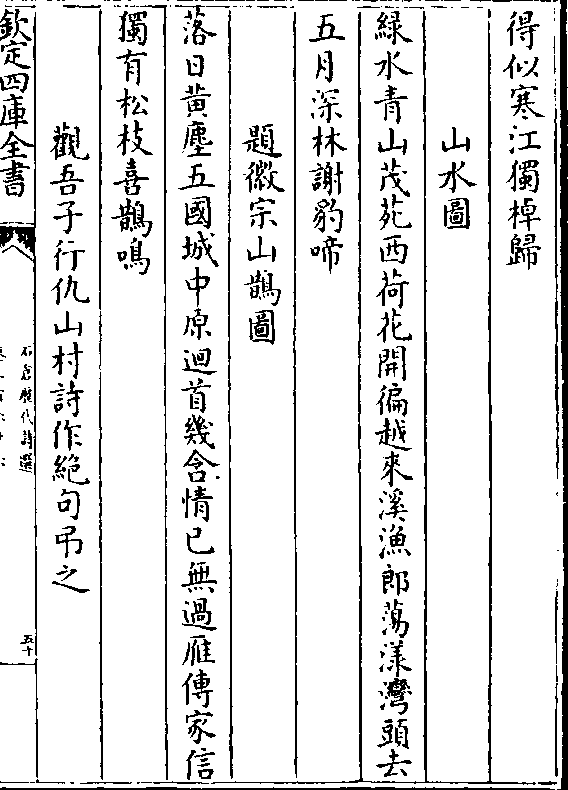 得似寒江獨棹歸
山水圖
綠水青山茂苑西荷花開徧越來溪漁郎蕩漾灣頭去
五月深林謝豹啼
題徽宗山鵲圖
落日黃塵五國城中原迴首幾含情已無過雁傳家信
獨有松枝喜鵲鳴
觀吾子行仇山村詩作絕句弔之
欽定四庫全書
石倉歷代詩選
五十